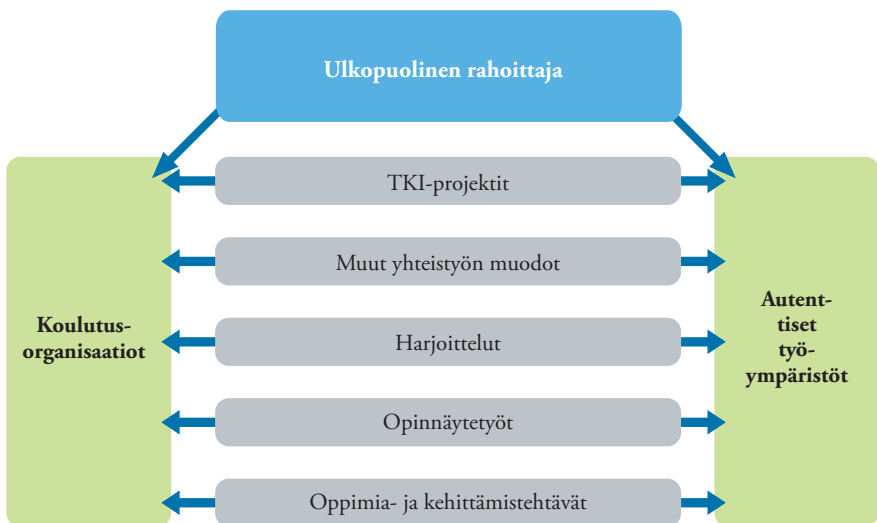 Ulkopuolinen rahoittaja
TKI-projektit
Muut yhteistyön muodot
Koulutus-
organisaatiot
Harjoittelut
Autent-
tiset
työ-
ympäristöt
Opinnäytetyöt
Oppimia- ja kehittämistehtävät